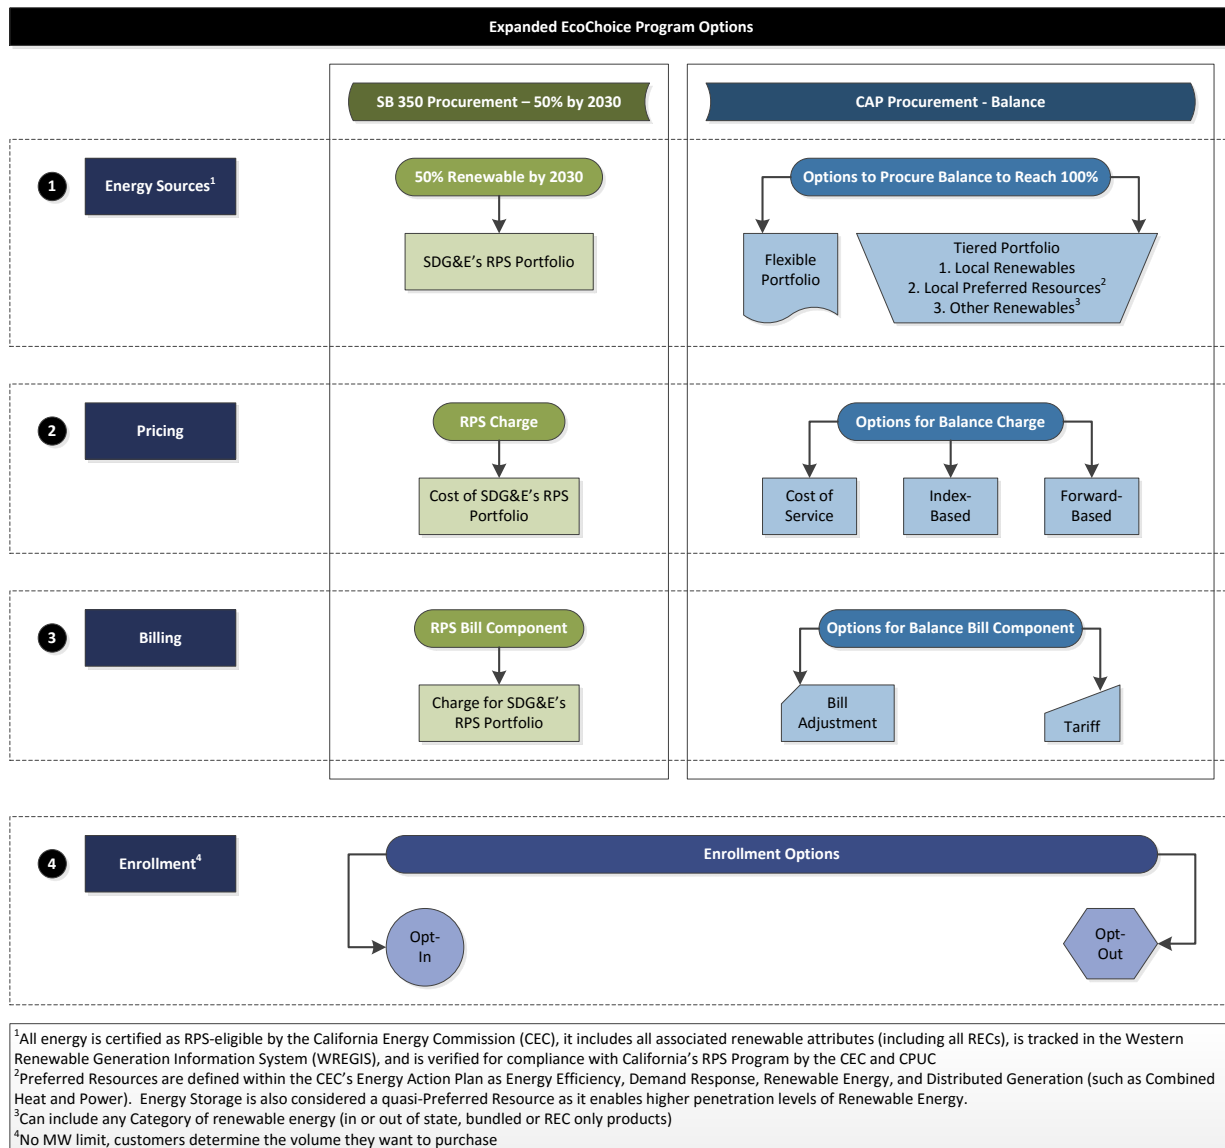 Expanded EcoChoice Program Options
SB 350 Procurement – 50% by 2030
CAP Procurement - Balance
1
Energy Sources1
50% Renewable by 2030
SDG&E's RPS Portfolio
Options to Procure Balance to Reach 100%
Flexible
Portfolio
Tiered Portfolio
1. Local Renewables
2. Local Preferred Resources2
3. Other Renewables3
2
Pricing
RPS Charge
Cost of SDG&E's RPS
Portfolio
Options for Balance Charge
Cost of
Service
Index-
Based
Forward-
Based
3
Billing
RPS Bill Component
Charge for SDG&E's
RPS Portfolio
Options for Balance Bill Component
Bill
Adjustment
Tariff
4
Enrollment4
Enrollment Options
Opt-
In
Opt-
Out
1All energy is certified as RPS-eligible by the California Energy Commission (CEC), it includes all associated renewable attributes (including all RECs), is tracked in the Western
Renewable Generation Information System (WREGIS), and is verified for compliance with California's RPS Program by the CEC and CPUC
2Preferred Resources are defined within the CEC's Energy Action Plan as Energy Efficiency, Demand Response, Renewable Energy, and Distributed Generation (such as Combined
Heat and Power).  Energy Storage is also considered a quasi-Preferred Resource as it enables higher penetration levels of Renewable Energy.
3Can include any Category of renewable energy (in or out of state, bundled or REC only products)
4No MW limit, customers determine the volume they want to purchase